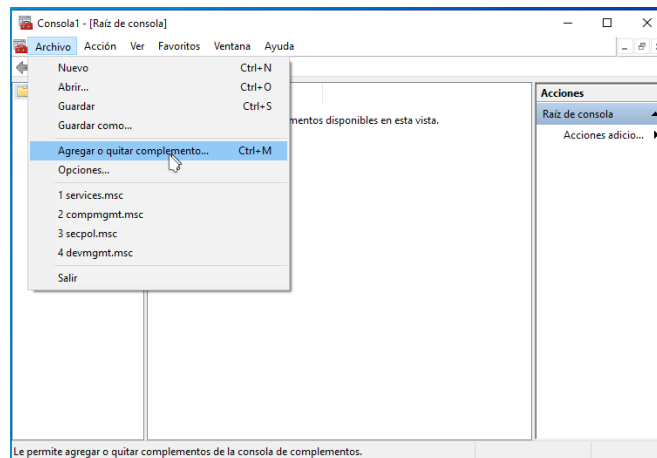 Consola1 - [Raíz de consola]
Archivo Acción Ver Favoritos Ventana Ayuda
Nuevo Ctrl+N
Abrir... Ctrl+O
Guardar Ctrl+S
Guardar como...
Agregar o quitar complemento... Ctrl+M
Opciones...
1 services.msc
2 compmgmt.msc
3 secpol.msc
4 devmgmt.msc
Salir
disponibles en esta vista.
Acciones
Raíz de consola
Acciones adicio...
Le permite agregar o quitar complementos de la consola de complementos.